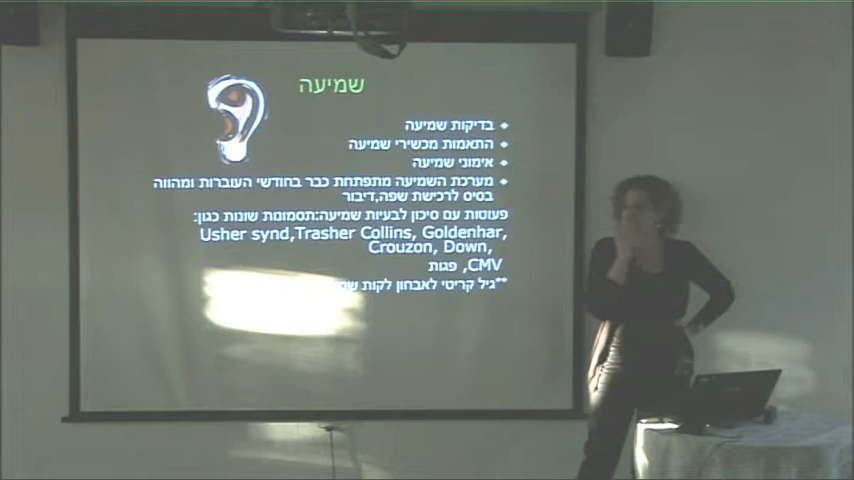 שמיעה
בדיקות שמיעה
התאמות מכשירי שמיעה
אימוני שמיעה
מערכת השמיעה מתפתחת כבר בחודשי העוברות ומהווה
בסיס לרכישת שפה,דיבור
פעוטות עם סיכון לבעיות שמיעה:תסמונות שונות כגון:
Usher synd,Trasher Collins, Goldenhar,
Crouzon, Down,
CMV, פגות
**גיל קריטי לאבחון לקות